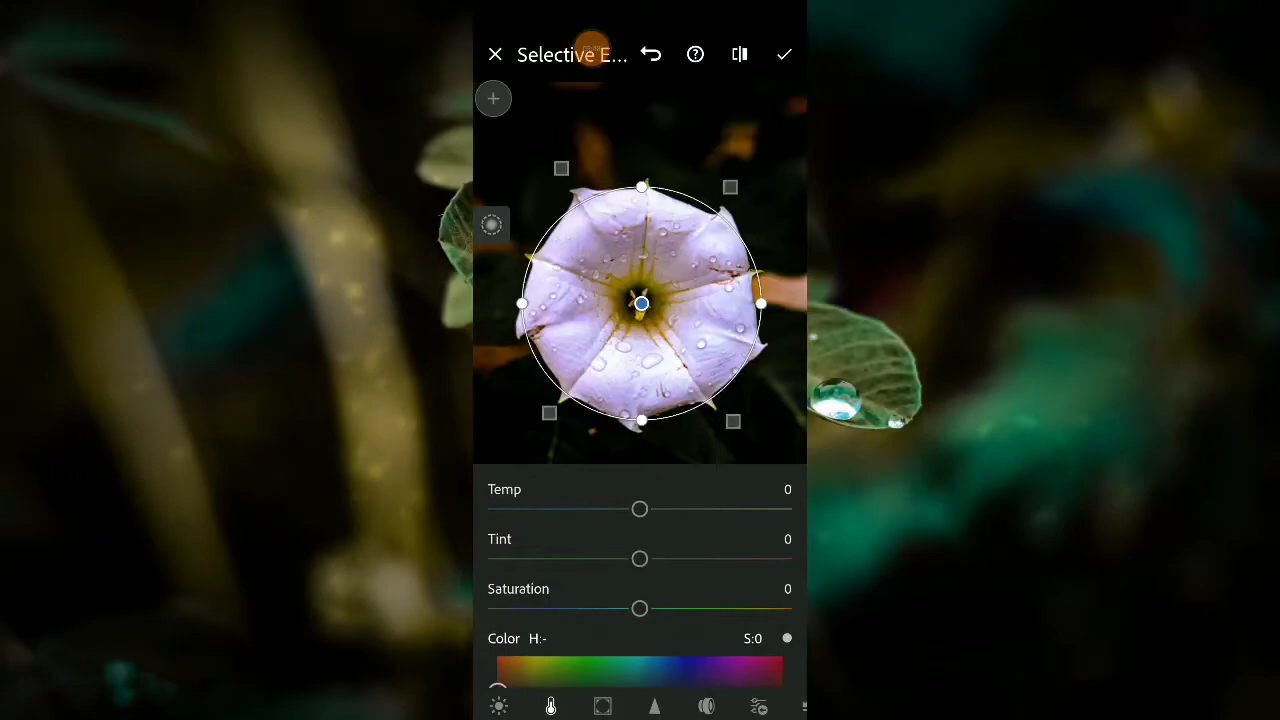 Selective E...
Temp 0
Tint 0
Saturation 0
Color H:- S:0